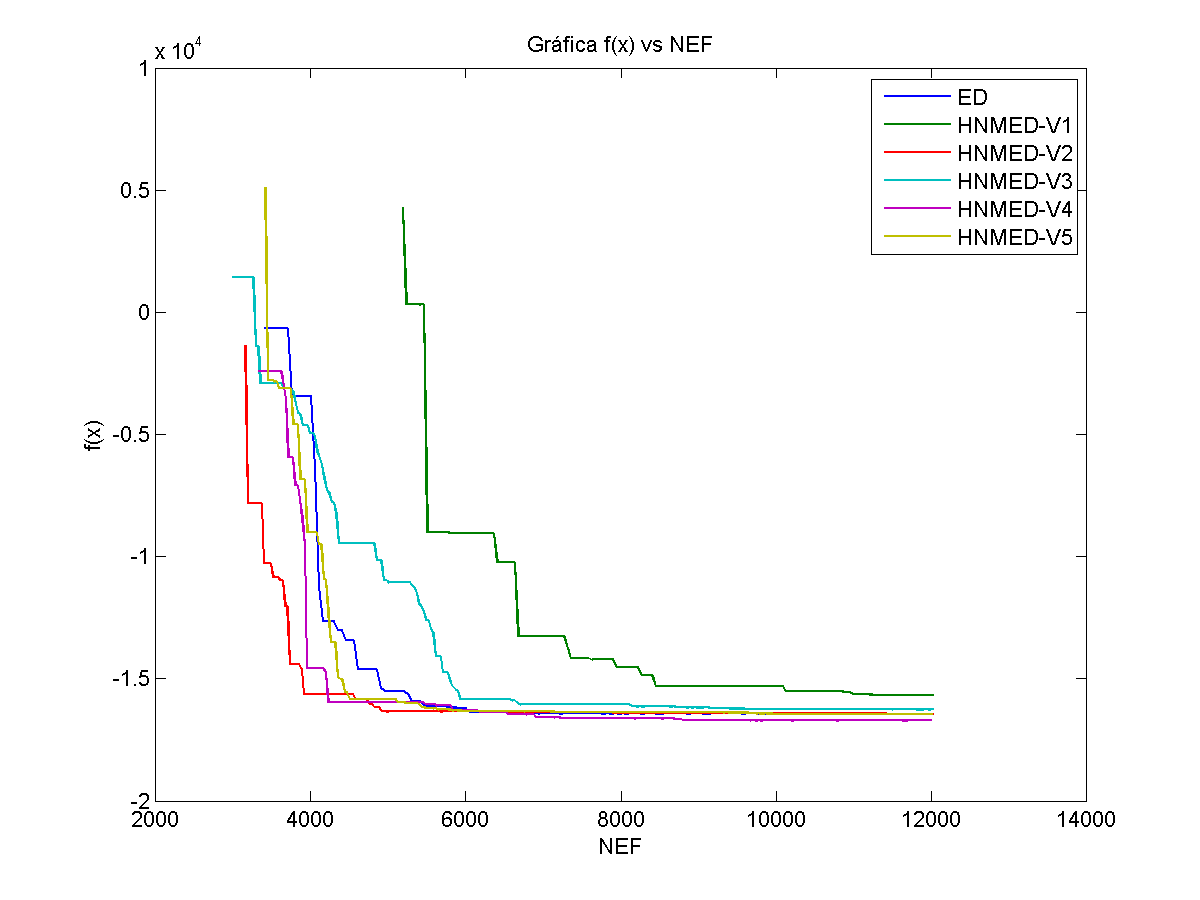 Gráfica f(x) vs NEF
x 10^4
1
0.5
0
-0.5
-1
-1.5
-2
f(x)
2000 4000 6000 8000 10000 12000 14000
NEF
ED
HNMED-V1
HNMED-V2
HNMED-V3
HNMED-V4
HNMED-V5